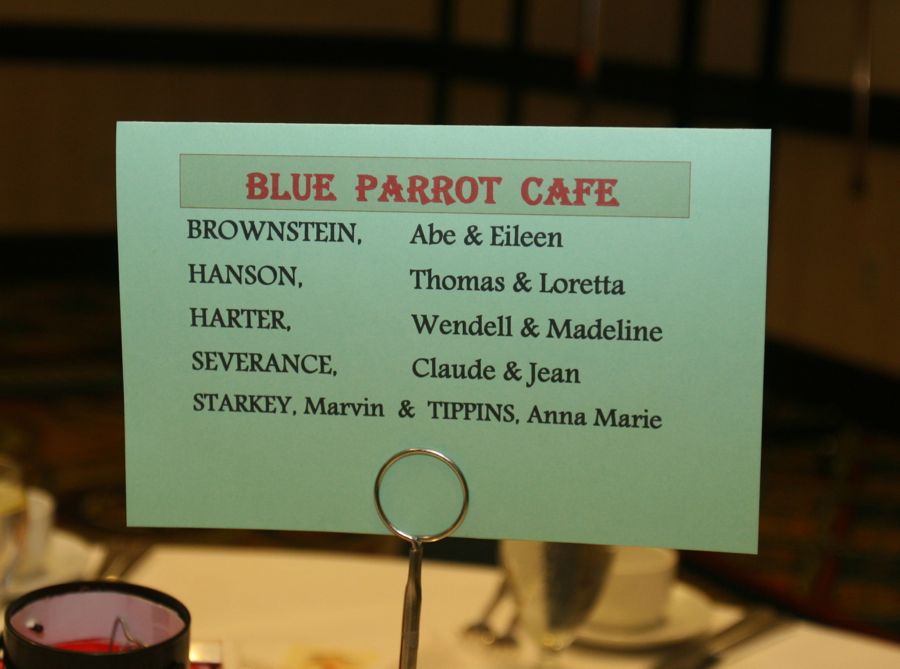 BLUE PARROT CAFE
BROWNSTEIN, Abe & Eileen
HANSON, Thomas & Loretta
HARTER, Wendell & Madeline
SEVERANCE, Claude & Jean
STARKEY, Marvin & TIPPINS, Anna Marie